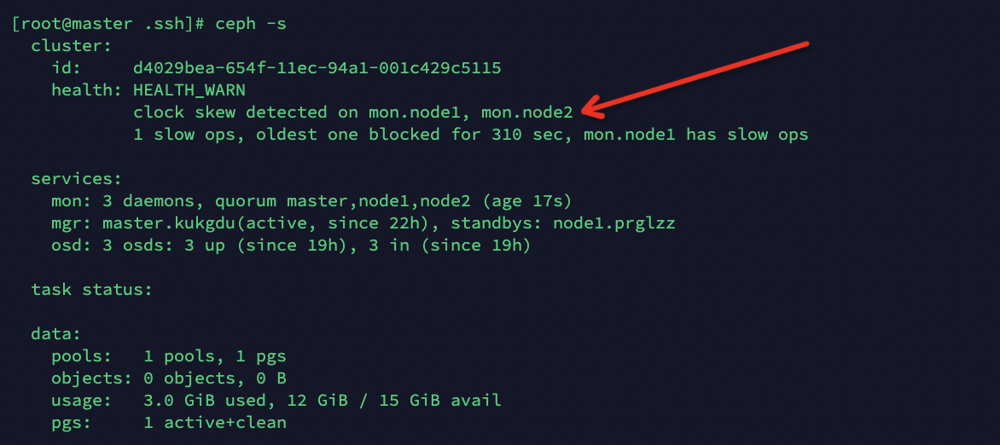 [root@master .ssh]# ceph -s
  cluster:
    id:     d4029bea-654f-11ec-94a1-001c429c5115
    health: HEALTH_WARN
            clock skew detected on mon.node1, mon.node2
            1 slow ops, oldest one blocked for 310 sec, mon.node1 has slow ops
  services:
    mon: 3 daemons, quorum master,node1,node2 (age 17s)
    mgr: master.kukgdu(active, since 22h), standbys: node1.prglzz
    osd: 3 osds: 3 up (since 19h), 3 in (since 19h)
  task status:
  data:
    pools:   1 pools, 1 pgs
    objects: 0 objects, 0 B
    usage:   3.0 GiB used, 12 GiB / 15 GiB avail
    pgs:     1 active+clean